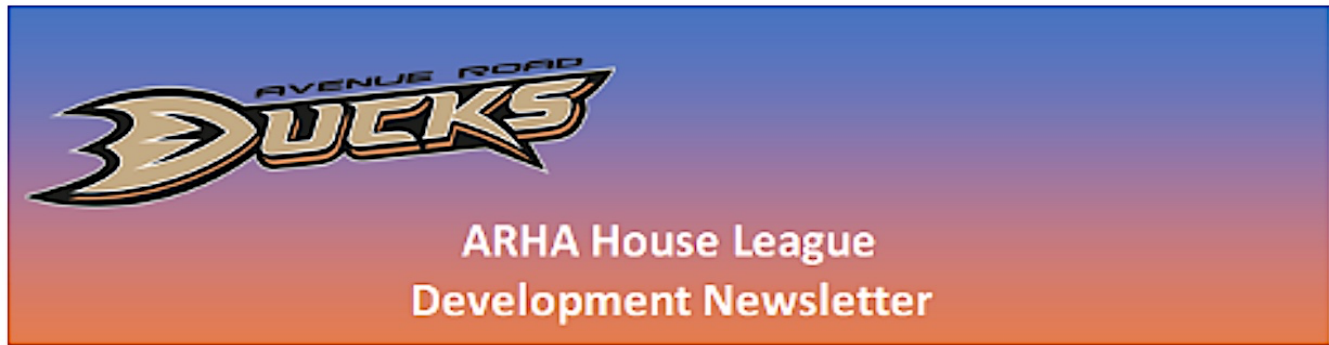 AVENUE ROAD
DUCKS
ARHA House League
Development Newsletter